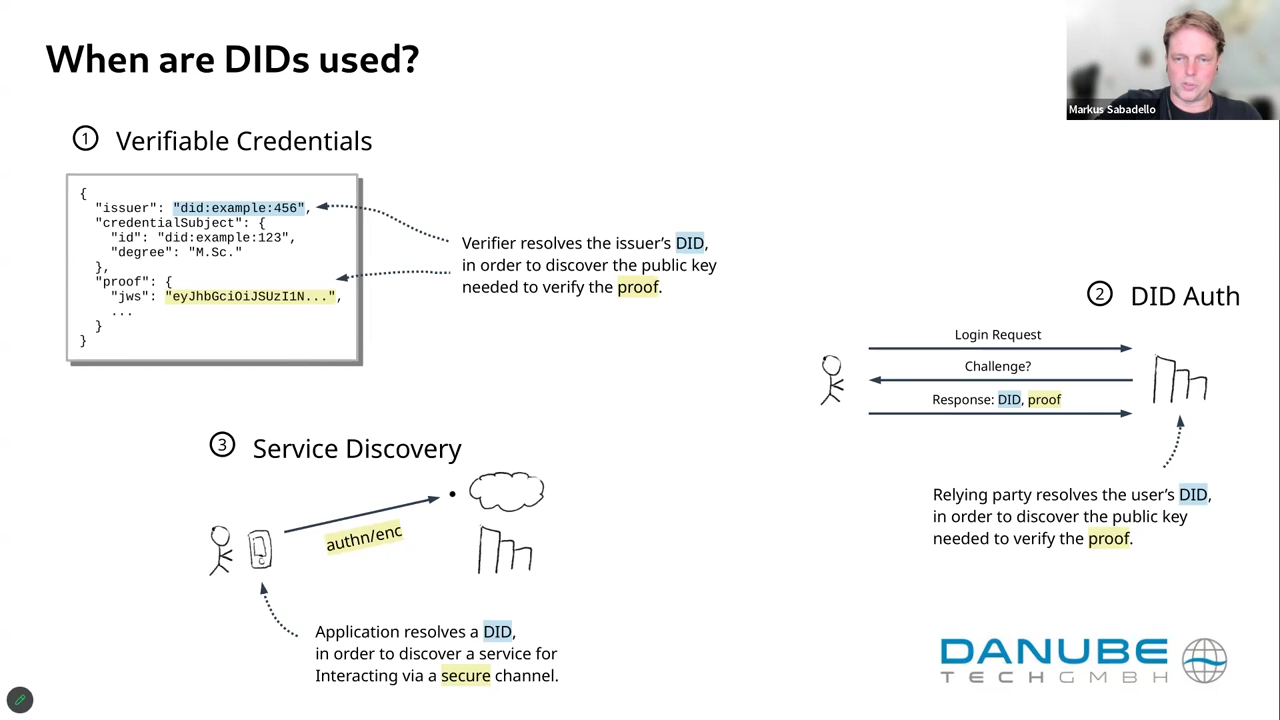 When are DIDs used?
Markus Sabadello
1 Verifiable Credentials
{
"issuer": "did:example:456",
"credentialSubject": {
"id": "did:example:123",
"degree": "M.Sc."
},
"proof": {
"jws": "eyJhbGciOiJSUzI1N...",
...
}
}
Verifier resolves the issuer's DID,
in order to discover the public key
needed to verify the proof.
2 DID Auth
Login Request
Challenge?
Response: DID, proof
Relying party resolves the user's DID,
in order to discover the public key
needed to verify the proof.
3 Service Discovery
authn/enc
Application resolves a DID,
in order to discover a service for
Interacting via a secure channel.
DANUBE
TECH GMBH